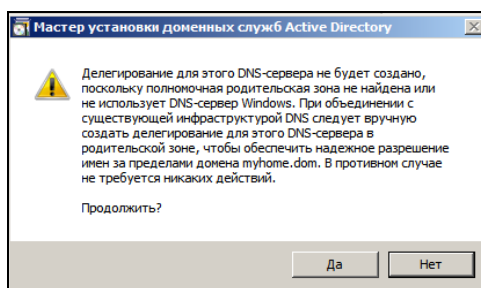 Мастер установки доменных служб Active Directory
Делегирование для этого DNS-сервера не будет создано,
поскольку полномочная родительская зона не найдена или
не использует DNS-сервер Windows. При объединении с
существующей инфраструктурой DNS следует вручную
создать делегирование для этого DNS-сервера в
родительской зоне, чтобы обеспечить надежное разрешение
имен за пределами домена myhome.dom. В противном случае
не требуется никаких действий.
Продолжить?
Да
Нет